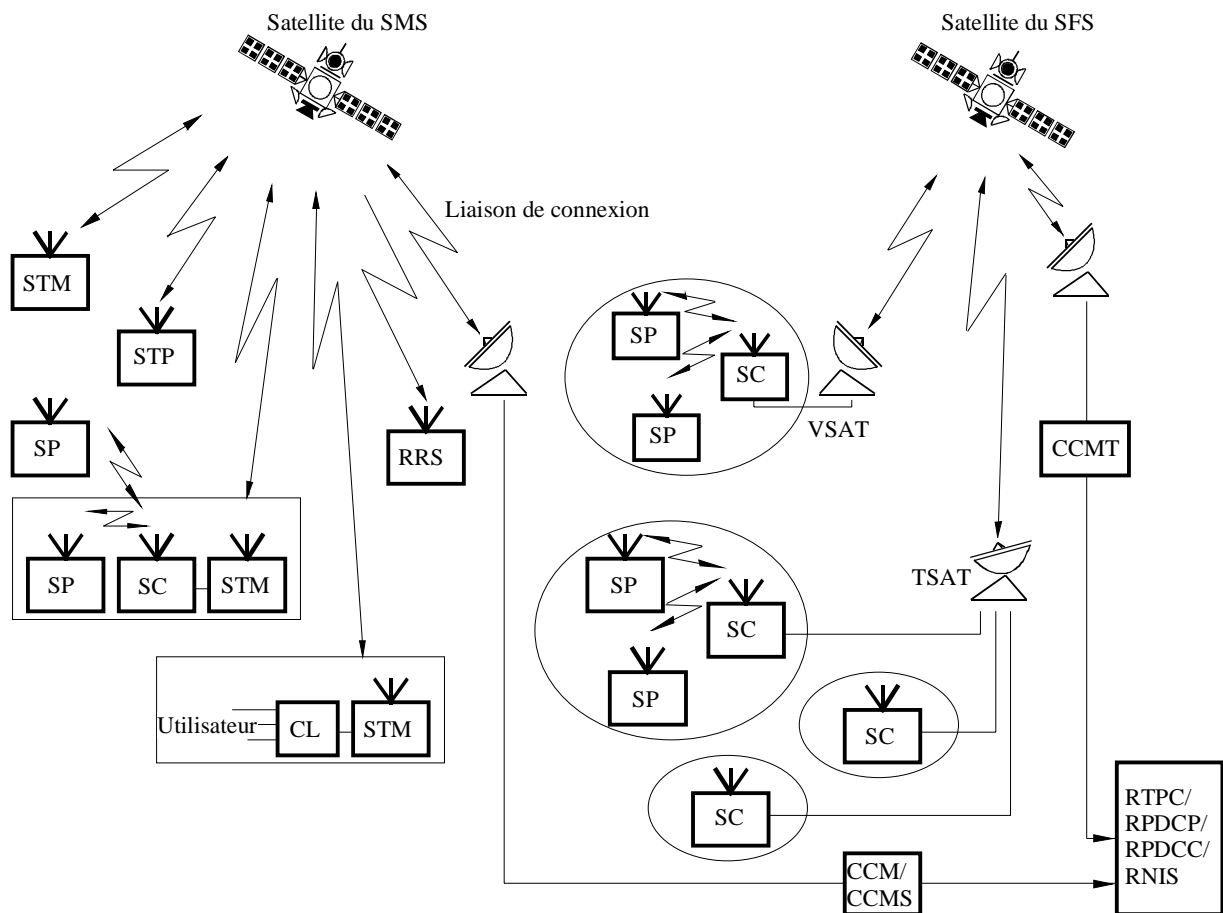 Satellite du SMS
Satellite du SFS
Liaison de connexion
STM
STP
SP
SC
SP
VSAT
SP
RRS
CCMT
SP
SC
STM
SP
SC
SP
TSAT
Utilisateur
CL
STM
SC
SC
CCM/
CCMS
RTPC/
RPDCP/
RPDCC/
RNIS
SP